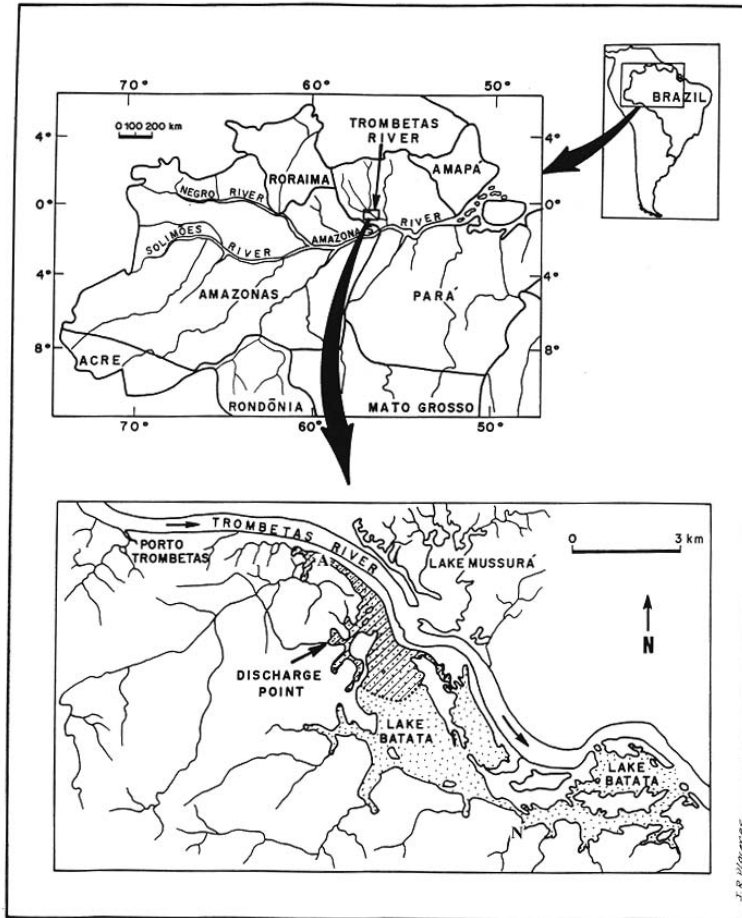 BRAZIL
70° 60° 50°
0 100 200 km
TROMBETAS
RIVER
4° 4°
AMAPÁ
RORAIMA
NEGRO RIVER
0° 0°
AMAZONAS RIVER
SOLIMÕES
RIVER
4° 4°
AMAZONAS
PARÁ
8° 8°
ACRE
RONDÔNIA
MATO GROSSO
70° 60° 50°
TROMBETAS RIVER
0 3 km
PORTO
TROMBETAS
A
LAKE MUSSURÁ
N
DISCHARGE
POINT
LAKE
BATATA
LAKE
BATATA
N